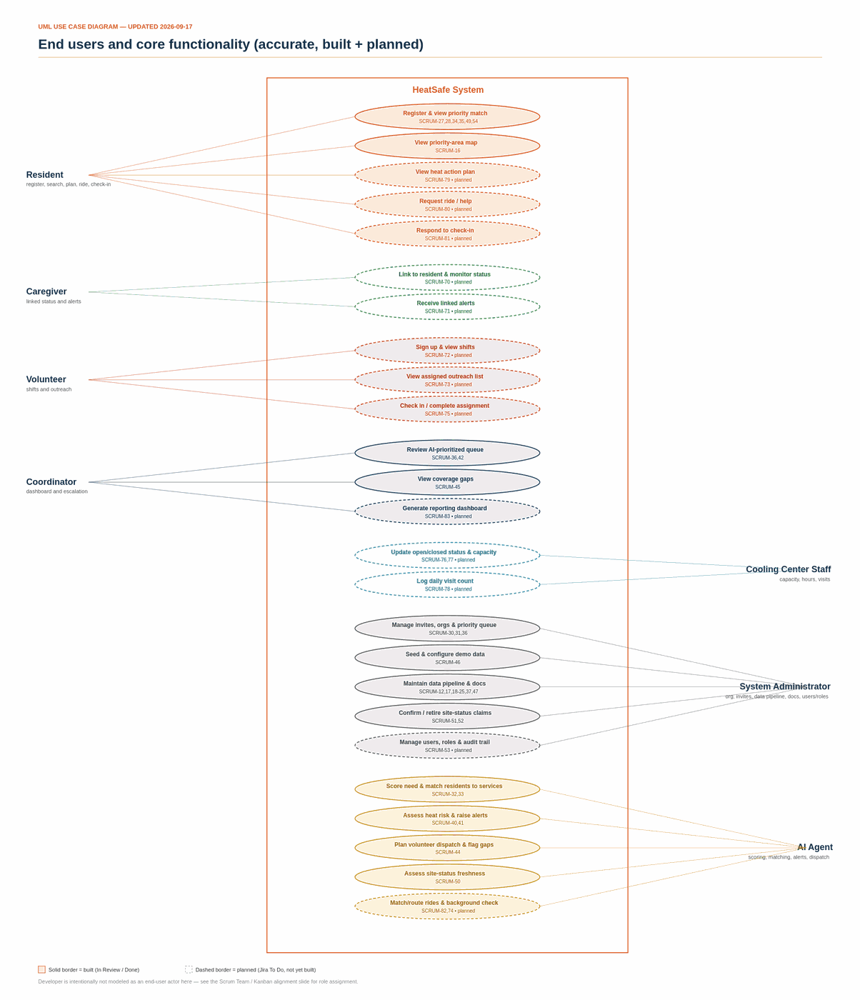 UML USE CASE DIAGRAM — UPDATED 2026-09-17
End users and core functionality (accurate, built + planned)
HeatSafe System
Register & view priority match
SCRUM-27,28,34,35,49,54
View priority-area map
SCRUM-16
View heat action plan
SCRUM-79 • planned
Request ride / help
SCRUM-80 • planned
Respond to check-in
SCRUM-81 • planned
Resident
register, search, plan, ride, check-in
Link to resident & monitor status
SCRUM-70 • planned
Receive linked alerts
SCRUM-71 • planned
Caregiver
linked status and alerts
Sign up & view shifts
SCRUM-72 • planned
View assigned outreach list
SCRUM-73 • planned
Check in / complete assignment
SCRUM-75 • planned
Volunteer
shifts and outreach
Review AI-prioritized queue
SCRUM-36,42
View coverage gaps
SCRUM-45
Generate reporting dashboard
SCRUM-83 • planned
Coordinator
dashboard and escalation
Update open/closed status & capacity
SCRUM-76,77 • planned
Log daily visit count
SCRUM-78 • planned
Cooling Center Staff
capacity, hours, visits
Manage invites, orgs & priority queue
SCRUM-30,31,36
Seed & configure demo data
SCRUM-46
Maintain data pipeline & docs
SCRUM-12,17,18-25,37,47
Confirm / retire site-status claims
SCRUM-51,52
Manage users, roles & audit trail
SCRUM-53 • planned
System Administrator
org, invites, data pipeline, docs, users/roles
Score need & match residents to services
SCRUM-32,33
Assess heat risk & raise alerts
SCRUM-40,41
Plan volunteer dispatch & flag gaps
SCRUM-44
Assess site-status freshness
SCRUM-50
Match/route rides & background check
SCRUM-82,74 • planned
AI Agent
scoring, matching, alerts, dispatch
Solid border = built (In Review / Done)
Dashed border = planned (Jira To Do, not yet built)
Developer is intentionally not modeled as an end-user actor here — see the Scrum Team / Kanban alignment slide for role assignment.